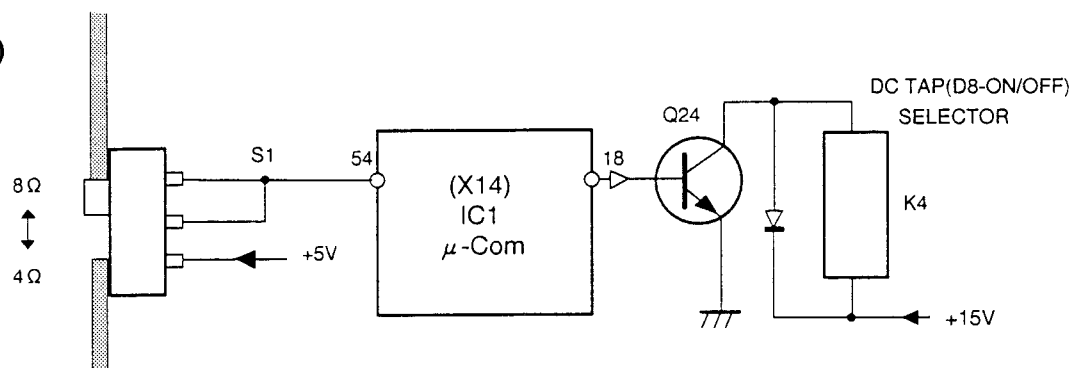 DC TAP(D8-ON/OFF)
SELECTOR
Q24
S1
54
18
8Ω
4Ω
(X14)
IC1
μ-Com
K4
+5V
+15V